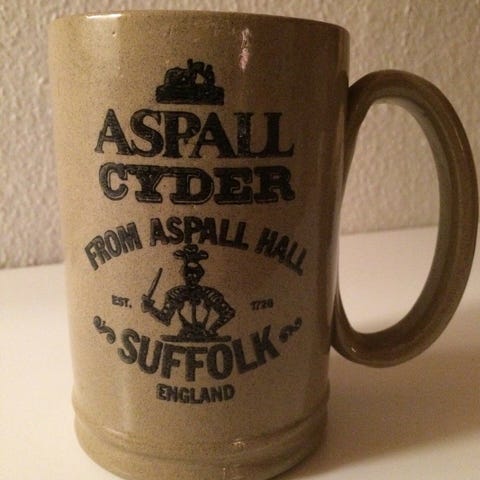 ASPALL
CYDER
FROM ASPALL HALL
EST. 1728
SUFFOLK
ENGLAND